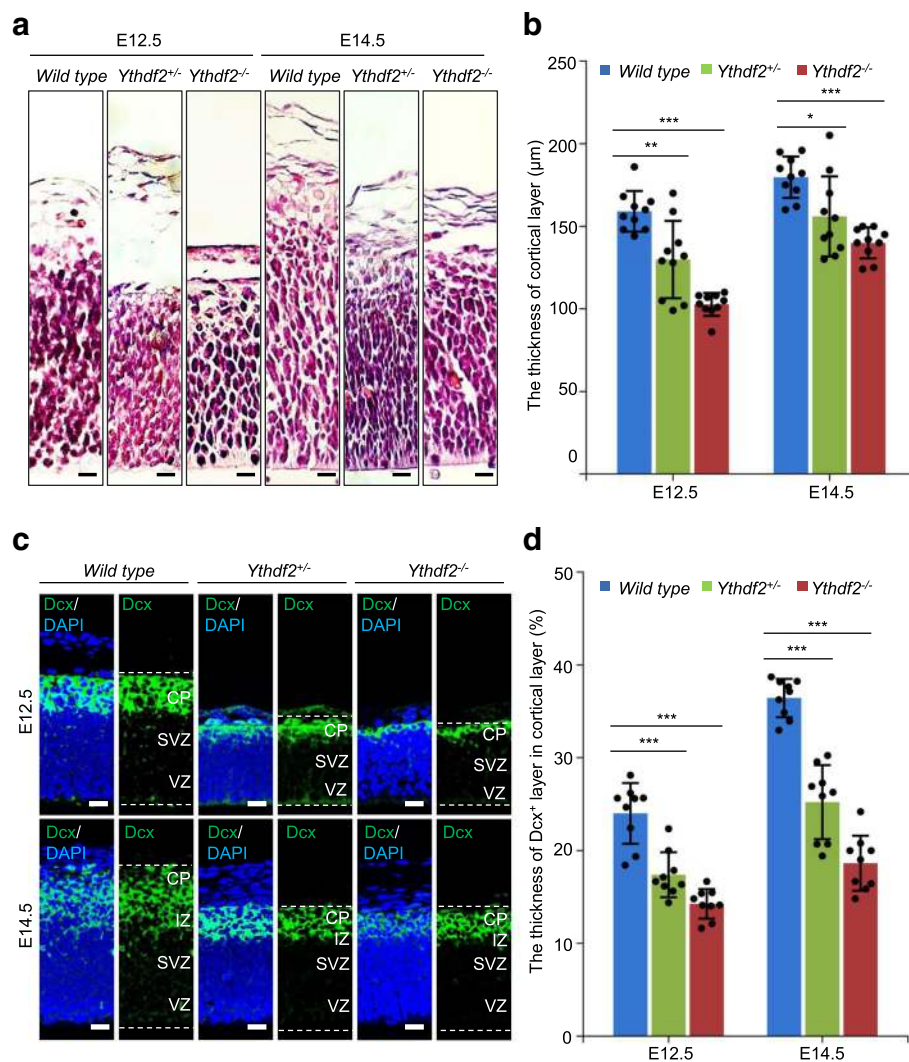 a
E12.5 E14.5
Wild type Ythdf2+/- Ythdf2-/- Wild type Ythdf2+/- Ythdf2-/-
b
Wild type Ythdf2+/- Ythdf2-/-
The thickness of cortical layer (µm)
250
200
150
100
50
0
*** ***
** *
E12.5 E14.5
c
Wild type Ythdf2+/- Ythdf2-/-
E12.5
Dcx/ Dcx Dcx/ Dcx Dcx/ Dcx
DAPI DAPI DAPI
CP CP CP
SVZ SVZ SVZ
VZ VZ VZ
E14.5
Dcx/ Dcx Dcx/ Dcx Dcx/ Dcx
DAPI DAPI DAPI
CP CP CP
IZ IZ IZ
SVZ SVZ SVZ
VZ VZ VZ
d
Wild type Ythdf2+/- Ythdf2-/-
The thickness of Dcx+ layer in cortical layer (%)
50
40
30
20
10
0
*** ***
*** ***
E12.5 E14.5